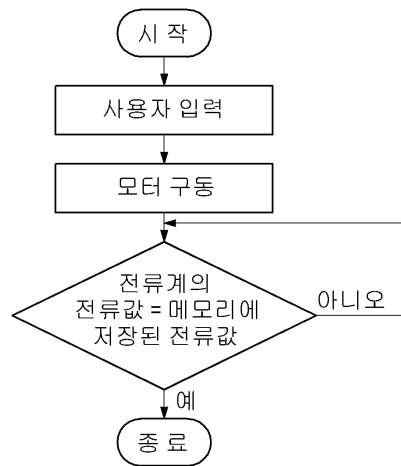 시 작
사용자 입력
모터 구동
전류계의
전류값 = 메모리에
저장된 전류값
아니오
예
종 료